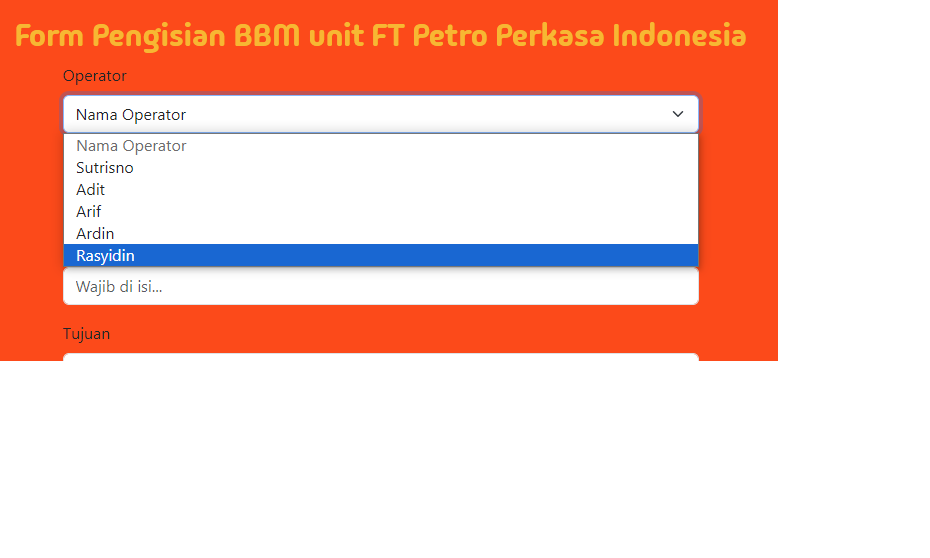 Form Pengisian BBM unit FT Petro Perkasa Indonesia
Operator
Nama Operator
Nama Operator
Sutrisno
Adit
Arif
Ardin
Rasyidin
Wajib di isi...
Tujuan